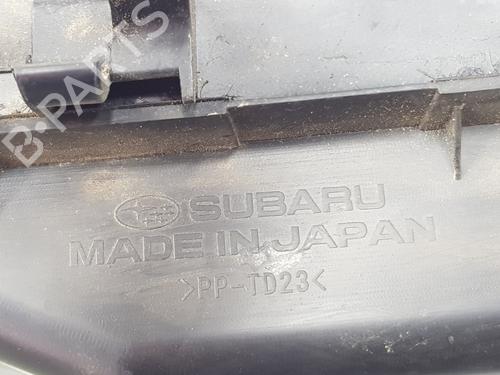 B-PARTS
SUBARU
MADE IN JAPAN
>PP-TD23<